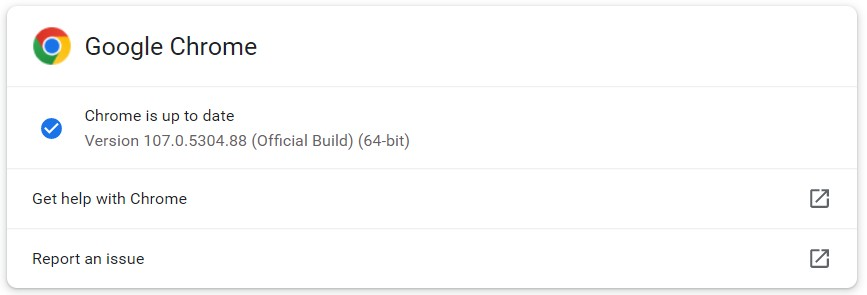 Google Chrome
Chrome is up to date
Version 107.0.5304.88 (Official Build) (64-bit)
Get help with Chrome
Report an issue